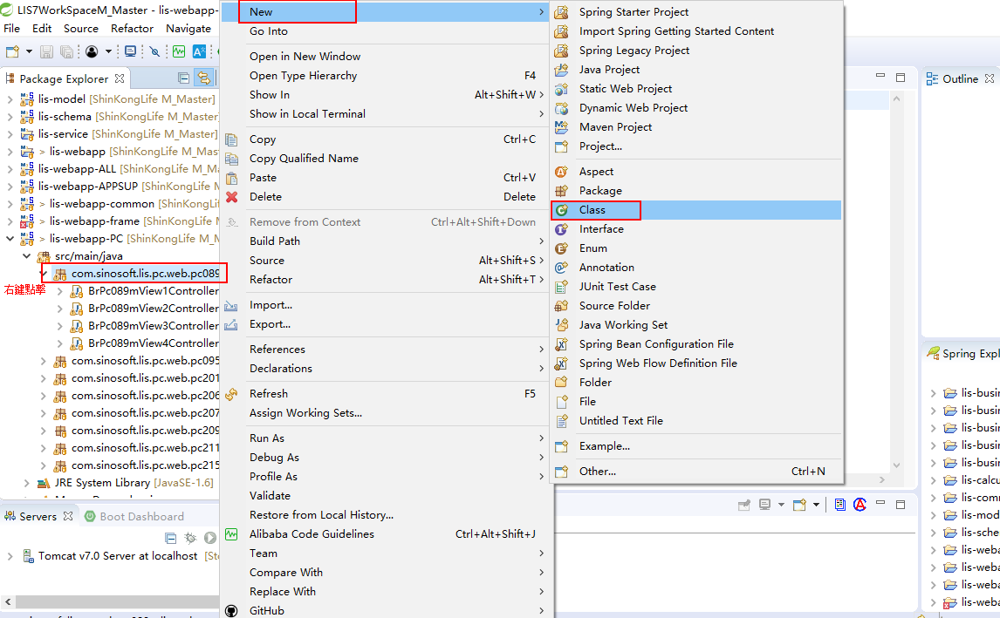 LIS7WorkSpaceM_Master - lis-webapp-
File Edit Source Refactor Navigate
Package Explorer
lis-model [ShinKongLife M_Master]
lis-schema [ShinKongLife M_Master]
lis-service [ShinKongLife M_Master]
> lis-webapp [ShinKongLife M_Mas
lis-webapp-ALL [ShinKongLife M_Ma
lis-webapp-APPSUP [ShinKongLife M
> lis-webapp-common [ShinKongLife
> lis-webapp-frame [ShinKongLife M
> lis-webapp-PC [ShinKongLife M_M
src/main/java
com.sinosoft.lis.pc.web.pc089
右鍵點擊
BrPc089mView1Controller
BrPc089mView2Controller
BrPc089mView3Controller
BrPc089mView4Controller
com.sinosoft.lis.pc.web.pc095
com.sinosoft.lis.pc.web.pc201
com.sinosoft.lis.pc.web.pc206
com.sinosoft.lis.pc.web.pc207
com.sinosoft.lis.pc.web.pc209
com.sinosoft.lis.pc.web.pc211
com.sinosoft.lis.pc.web.pc215
JRE System Library [JavaSE-1.6]
Servers
Boot Dashboard
Tomcat v7.0 Server at localhost [Sto
New
Go Into
Open in New Window
Open Type Hierarchy F4
Show In Alt+Shift+W
Show in Local Terminal
Copy Ctrl+C
Copy Qualified Name
Paste Ctrl+V
Delete Delete
Remove from Context Ctrl+Alt+Shift+Down
Build Path
Source Alt+Shift+S
Refactor Alt+Shift+T
Import...
Export...
References
Declarations
Refresh F5
Assign Working Sets...
Run As
Debug As
Profile As
Validate
Restore from Local History...
Alibaba Code Guidelines Ctrl+Alt+Shift+J
Team
Compare With
Replace With
GitHub
Spring Starter Project
Import Spring Getting Started Content
Spring Legacy Project
Java Project
Static Web Project
Dynamic Web Project
Maven Project
Project...
Aspect
Package
Class
Interface
Enum
Annotation
JUnit Test Case
Source Folder
Java Working Set
Spring Bean Configuration File
Spring Web Flow Definition File
Folder
File
Untitled Text File
Example...
Other... Ctrl+N
Outline
Spring Expl
lis-busin
lis-busin
lis-busin
lis-busin
lis-busin
lis-calcu
lis-comm
lis-mod
lis-sche
lis-weba
lis-weba
lis-weba
lis-weba